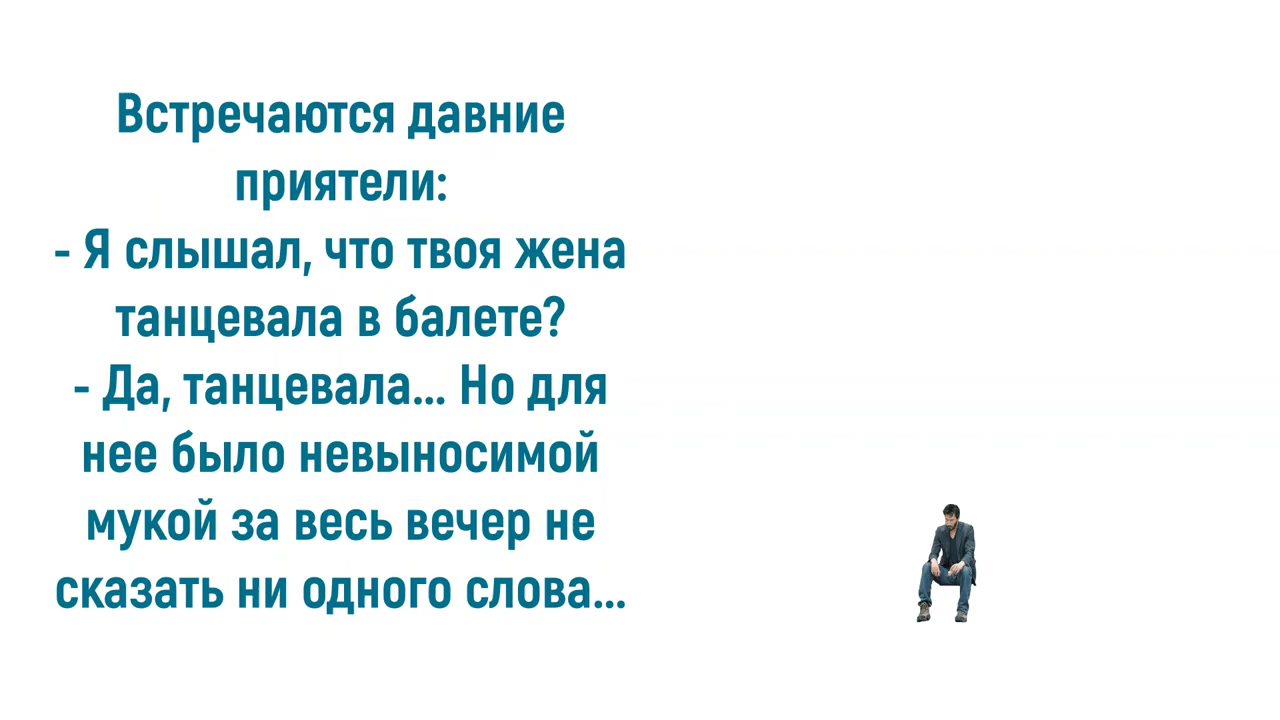 Встречаются давние
приятели:
- Я слышал, что твоя жена
танцевала в балете?
- Да, танцевала... Но для
нее было невыносимой
мукой за весь вечер не
сказать ни одного слова...